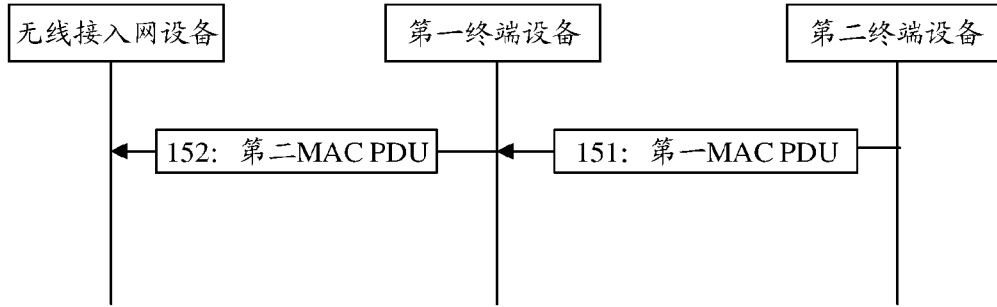 无线接入网设备
第一终端设备
第二终端设备
152：第二MAC PDU
151：第一MAC PDU